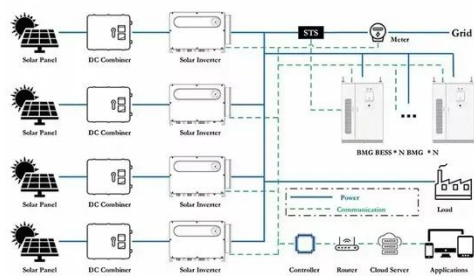 STS
Meter
Grid
Solar Panel
DC Combiner
Solar Inverter
Solar Panel
DC Combiner
Solar Inverter
BMG BESS * N BMG * N
Solar Panel
DC Combiner
Solar Inverter
Power
Communication
Load
Solar Panel
DC Combiner
Solar Inverter
Controller
Router
Cloud Server
Applications